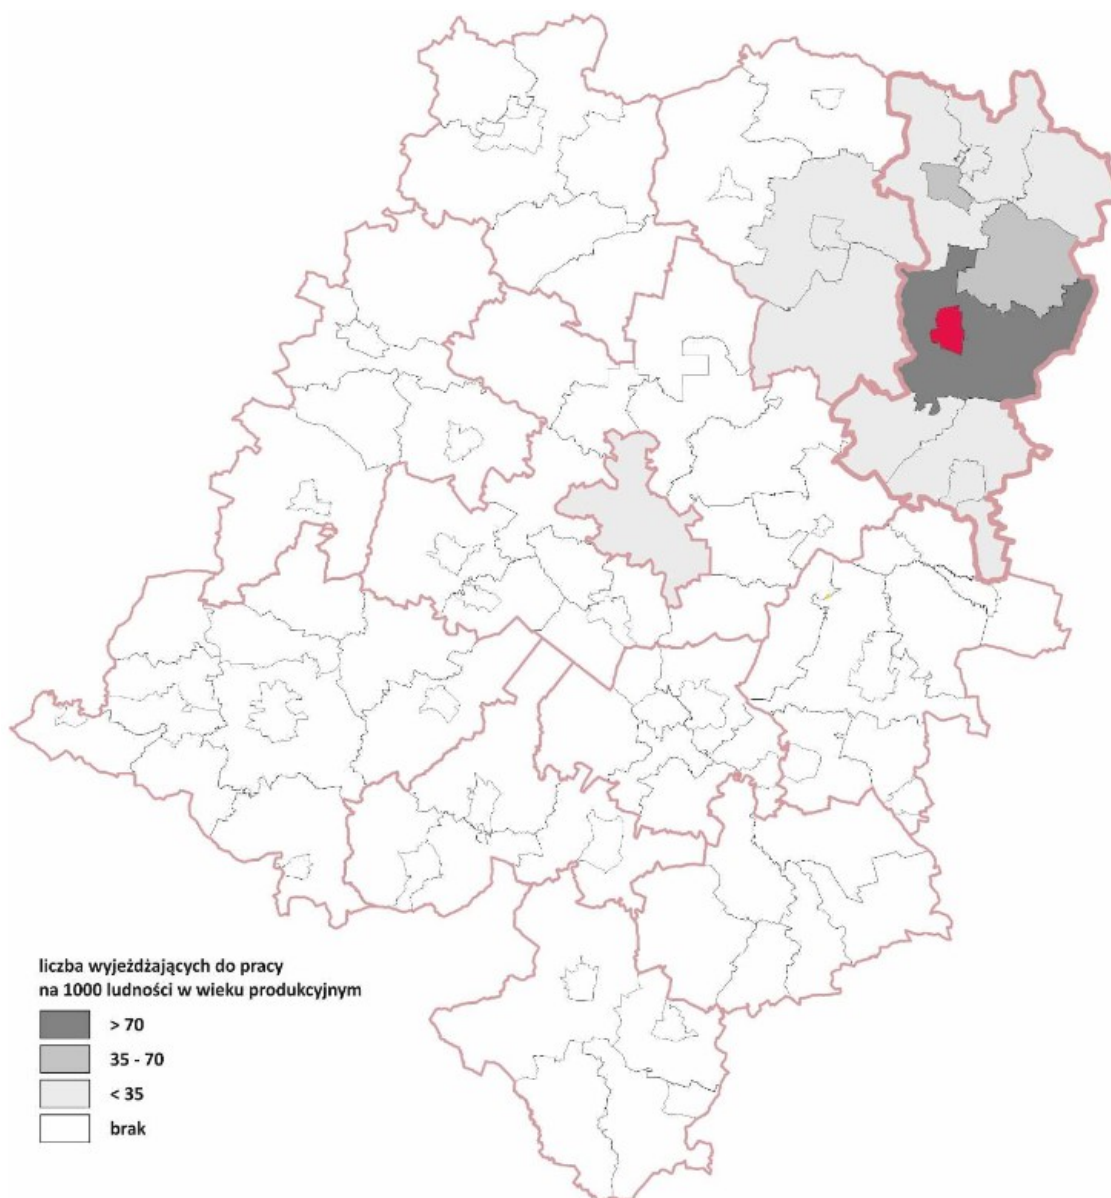 liczba wyjeżdżających do pracy
na 1000 ludności w wieku produkcyjnym
> 70
35 - 70
< 35
brak